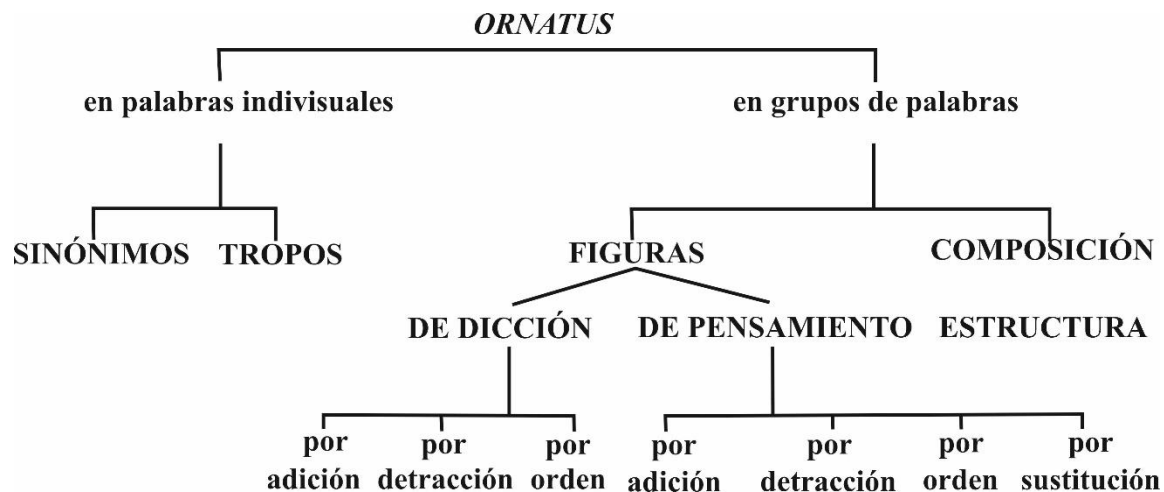 ORNATUS
en palabras indivisuales
en grupos de palabras
SINÓNIMOS TROPOS FIGURAS COMPOSICIÓN
DE DICCIÓN DE PENSAMIENTO ESTRUCTURA
por por por por por por por
adición detracción orden adición detracción orden sustitución